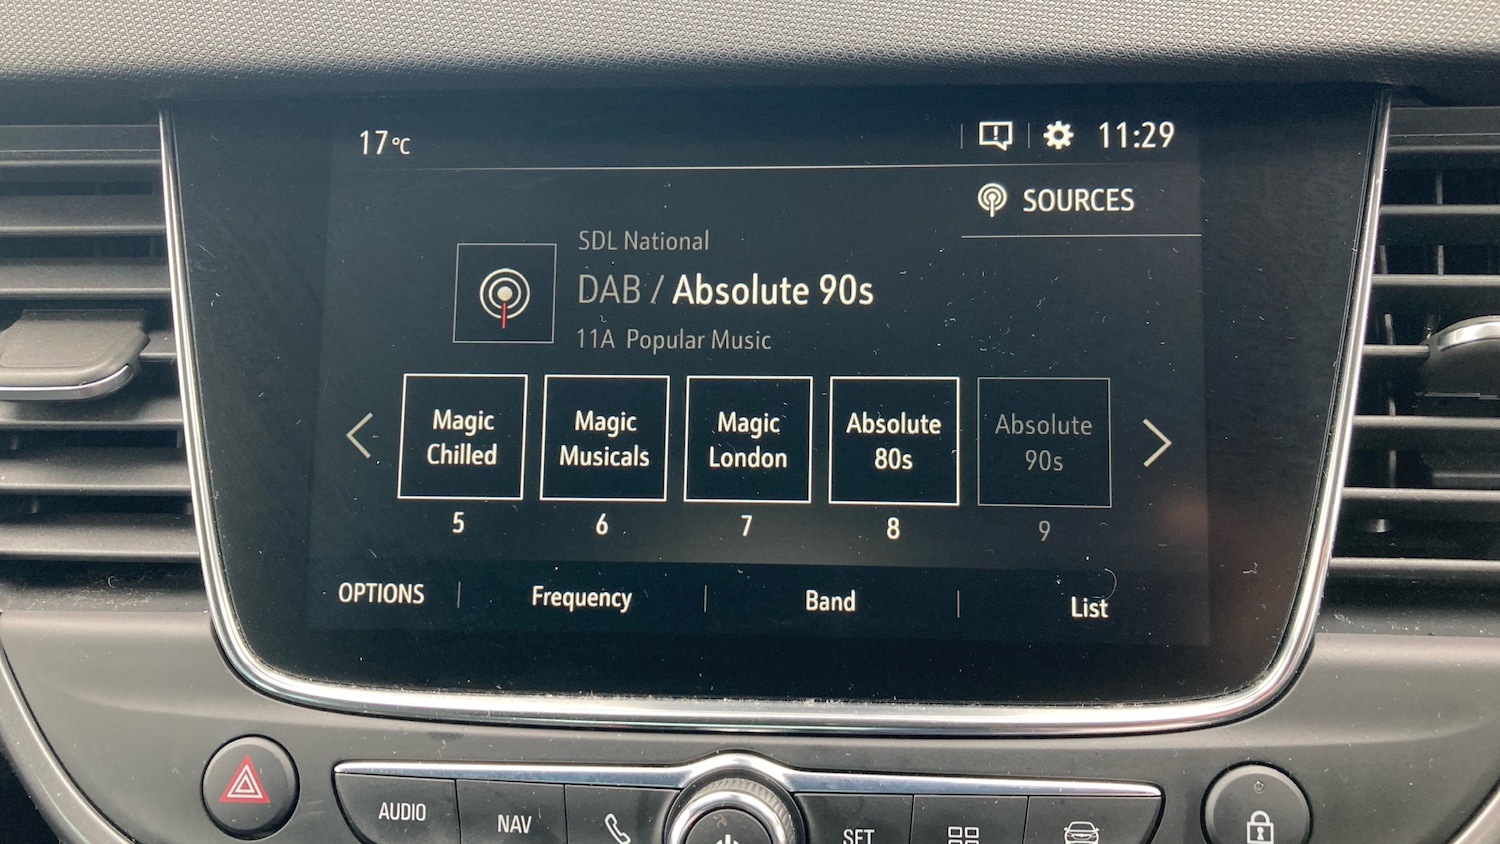 17 °C
11:29
SOURCES
SDL National
DAB / Absolute 90s
11A Popular Music
Magic
Chilled
5
Magic
Musicals
6
Magic
London
7
Absolute
80s
8
Absolute
90s
9
OPTIONS
Frequency
Band
List
AUDIO
NAV
SET